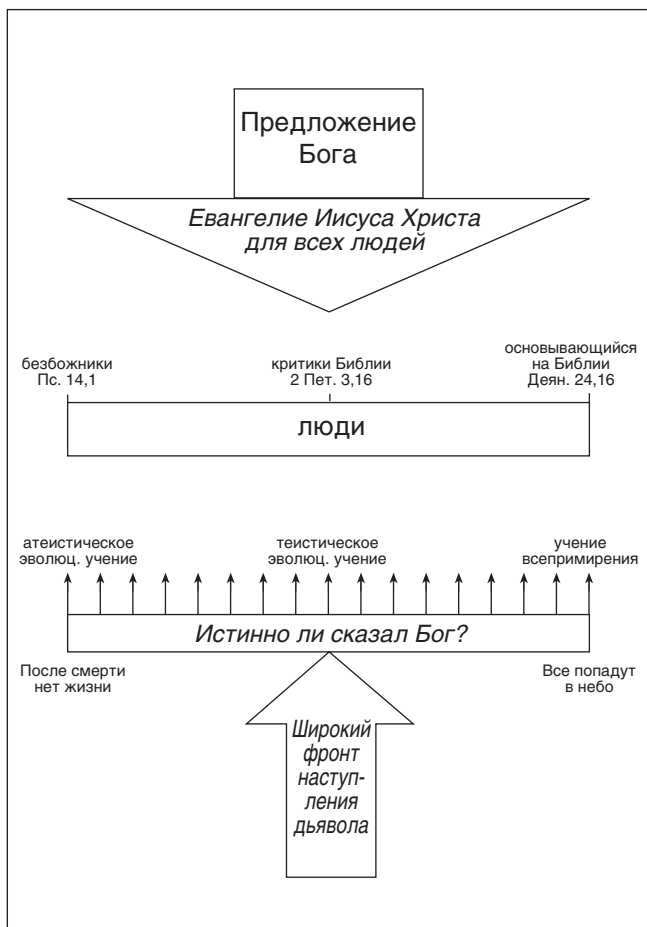 Предложение
Бога
Евангелие Иисуса Христа
для всех людей
безбожники
Пс. 14,1
критики Библии
2 Пет. 3,16
основывающийся
на Библии
Деян. 24,16
люди
атеистическое
эволюц. учение
теистическое
эволюц. учение
учение
всепримирения
Истинно ли сказал Бог?
После смерти
нет жизни
Все попадут
в небо
Широкий
фронт
наступ-
ления
дьявола